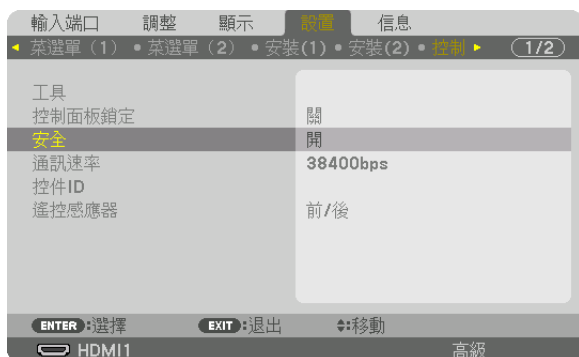 輸入端口 調整 顯示 設置 信息
◀ 菜選單（1） ● 菜選單（2） ● 安裝(1) ● 安裝(2) ● 控制 ▶ 1/2
工具
控制面板鎖定 關
安全 開
通訊速率 38400bps
控件ID
遙控感應器 前/後
ENTER:選擇 EXIT:退出 ◆:移動
HDMI1 高級